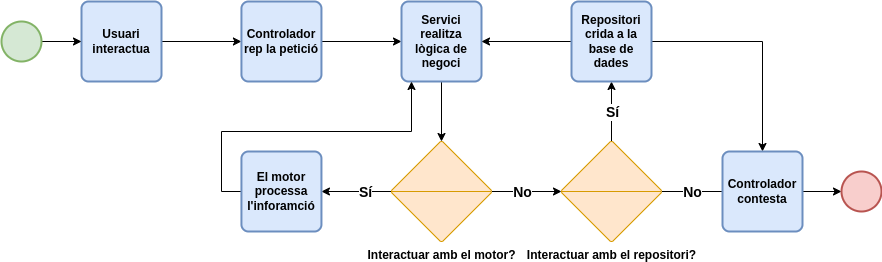 Usuari
interactua
Controlador
rep la petició
Servici
realitza
lògica de
negoci
Repositori
crida a la
base de
dades
Sí
El motor
processa
l'inforamció
Sí
No
No
Controlador
contesta
Interactuar amb el motor?
Interactuar amb el repositori?